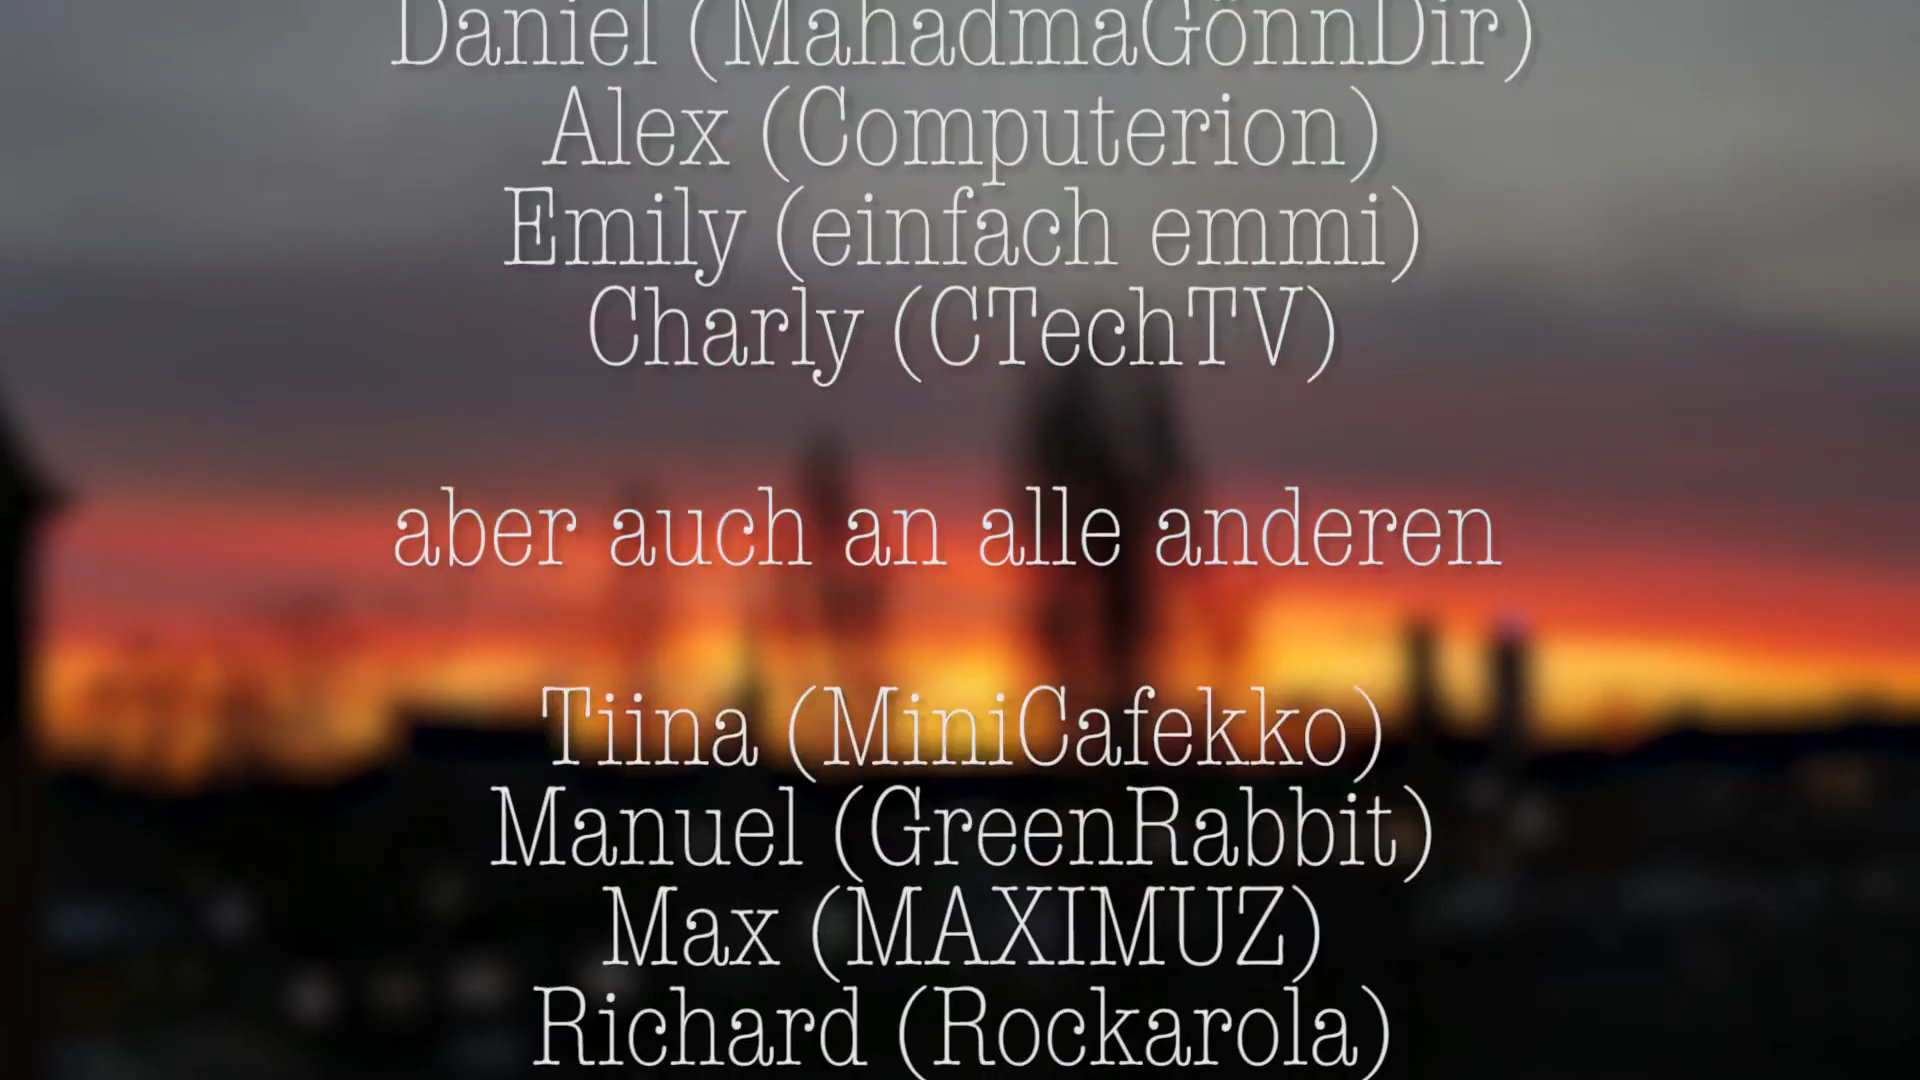 Daniel (MahadmaGönnDir)
Alex (Computerion)
Emily (einfach emmi)
Charly (CTechTV)
aber auch an alle anderen
Tiina (MiniCafekko)
Manuel (GreenRabbit)
Max (MAXIMUZ)
Richard (Rockarola)